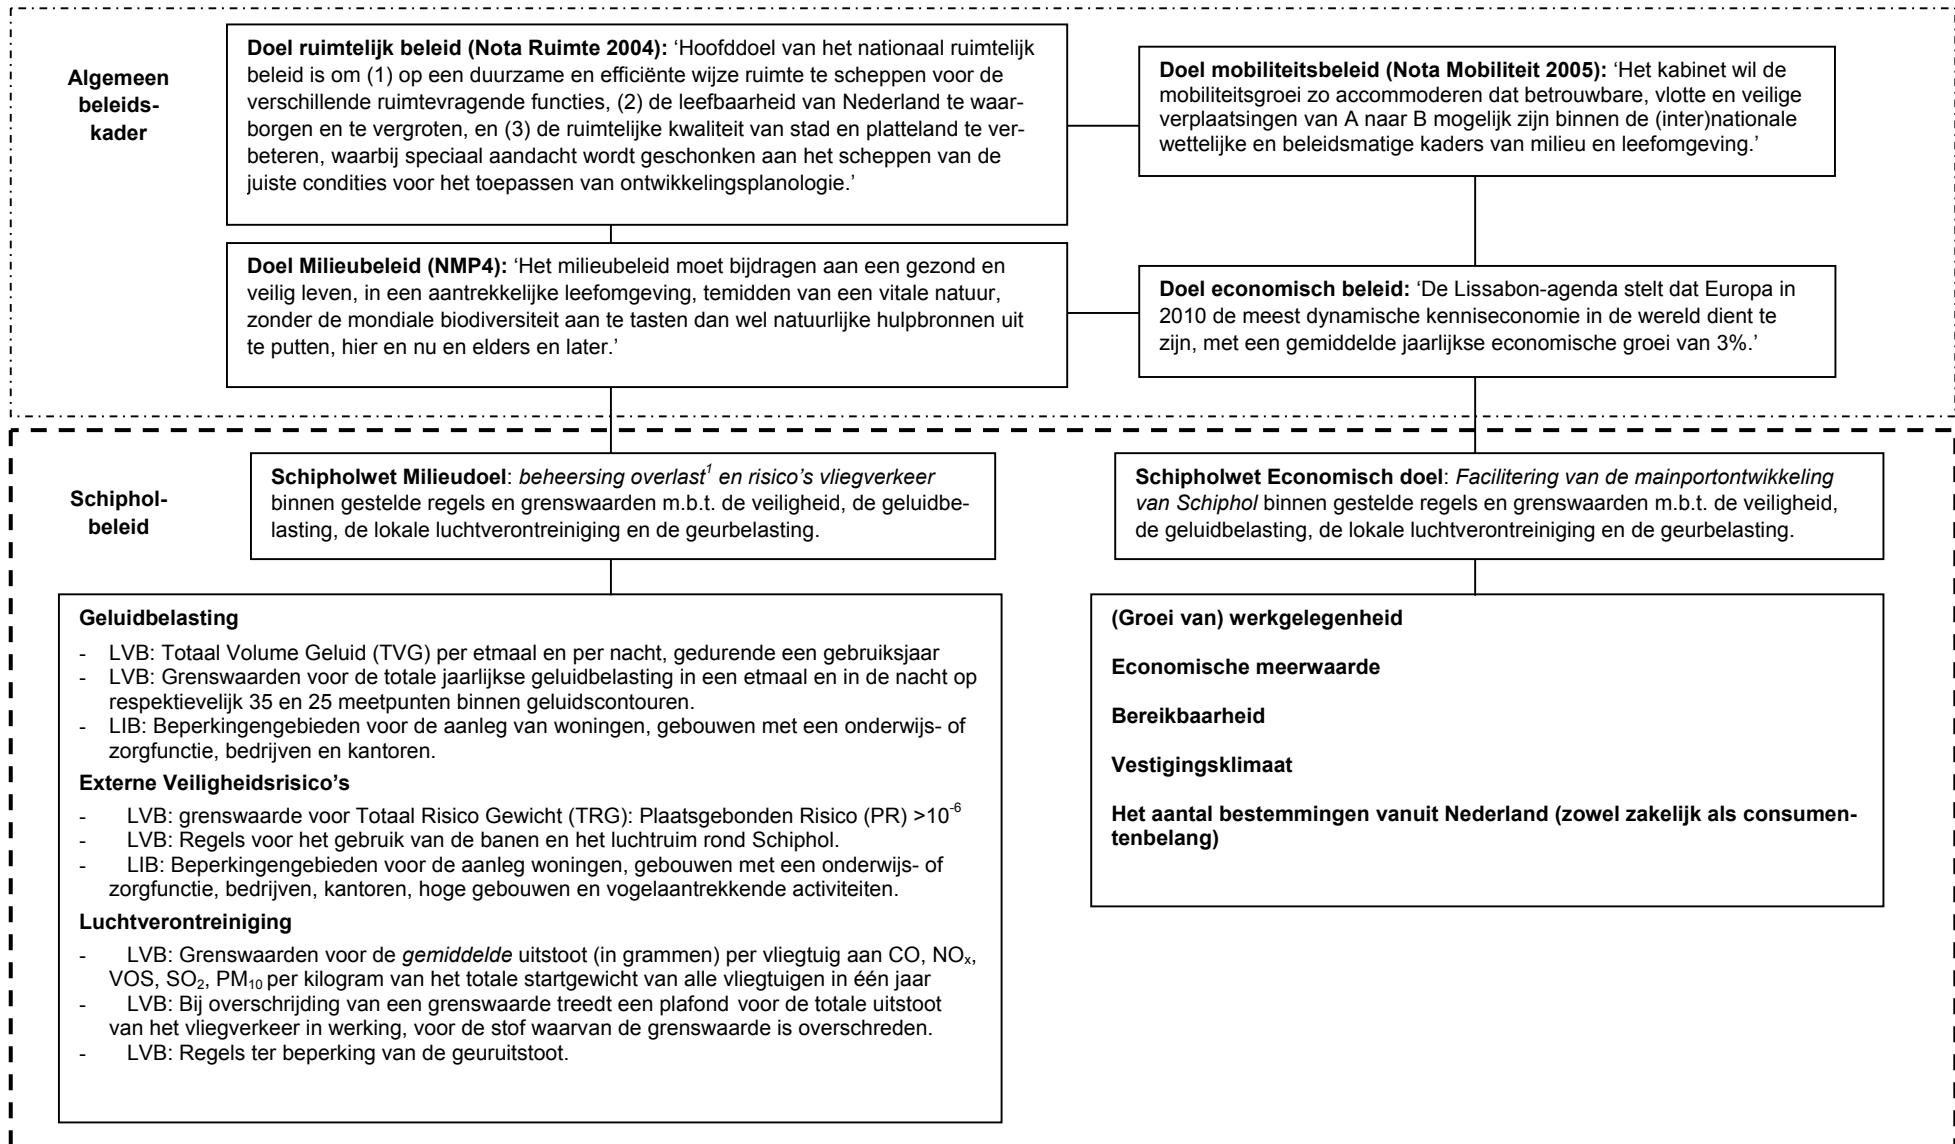 Algemeen
beleids-
kader
Doel ruimtelijk beleid (Nota Ruimte 2004): ‘Hoofddoel van het nationaal ruimtelijk
beleid is om (1) op een duurzame en efficiënte wijze ruimte te scheppen voor de
verschillende ruimtevragende functies, (2) de leefbaarheid van Nederland te waar-
borgen en te vergroten, en (3) de ruimtelijke kwaliteit van stad en platteland te ver-
beteren, waarbij speciaal aandacht wordt geschonken aan het scheppen van de
juiste condities voor het toepassen van ontwikkelingsplanologie.’
Doel mobiliteitsbeleid (Nota Mobiliteit 2005): ‘Het kabinet wil de
mobiliteitsgroei zo accommoderen dat betrouwbare, vlotte en veilige
verplaatsingen van A naar B mogelijk zijn binnen de (inter)nationale
wettelijke en beleidsmatige kaders van milieu en leefomgeving.’
Doel Milieubeleid (NMP4): ‘Het milieubeleid moet bijdragen aan een gezond en
veilig leven, in een aantrekkelijke leefomgeving, temidden van een vitale natuur,
zonder de mondiale biodiversiteit aan te tasten dan wel natuurlijke hulpbronnen uit
te putten, hier en nu en elders en later.’
Doel economisch beleid: ‘De Lissabon-agenda stelt dat Europa in
2010 de meest dynamische kenniseconomie in de wereld dient te
zijn, met een gemiddelde jaarlijkse economische groei van 3%.’
Schiphol-
beleid
Schipholwet Milieudoel: beheersing overlast¹ en risico’s vliegverkeer
binnen gestelde regels en grenswaarden m.b.t. de veiligheid, de geluidbe-
lasting, de lokale luchtverontreiniging en de geurbelasting.
Schipholwet Economisch doel: Facilitering van de mainportontwikkeling
van Schiphol binnen gestelde regels en grenswaarden m.b.t. de veiligheid,
de geluidbelasting, de lokale luchtverontreiniging en de geurbelasting.
Geluidbelasting
- LVB: Totaal Volume Geluid (TVG) per etmaal en per nacht, gedurende een gebruiksjaar
- LVB: Grenswaarden voor de totale jaarlijkse geluidbelasting in een etmaal en in de nacht op
respektievelijk 35 en 25 meetpunten binnen geluidscontouren.
- LIB: Beperkingengebieden voor de aanleg van woningen, gebouwen met een onderwijs- of
zorgfunctie, bedrijven en kantoren.
Externe Veiligheidsrisico’s
- LVB: grenswaarde voor Totaal Risico Gewicht (TRG): Plaatsgebonden Risico (PR) >10⁻⁶
- LVB: Regels voor het gebruik van de banen en het luchtruim rond Schiphol.
- LIB: Beperkingengebieden voor de aanleg woningen, gebouwen met een onderwijs- of
zorgfunctie, bedrijven, kantoren, hoge gebouwen en vogelaantrekkende activiteiten.
Luchtverontreiniging
- LVB: Grenswaarden voor de gemiddelde uitstoot (in grammen) per vliegtuig aan CO, NOₓ,
VOS, SO₂, PM₁₀ per kilogram van het totale startgewicht van alle vliegtuigen in één jaar
- LVB: Bij overschrijding van een grenswaarde treedt een plafond voor de totale uitstoot
van het vliegverkeer in werking, voor de stof waarvan de grenswaarde is overschreden.
- LVB: Regels ter beperking van de geuruitstoot.
(Groei van) werkgelegenheid
Economische meerwaarde
Bereikbaarheid
Vestigingsklimaat
Het aantal bestemmingen vanuit Nederland (zowel zakelijk als consumen-
tenbelang)